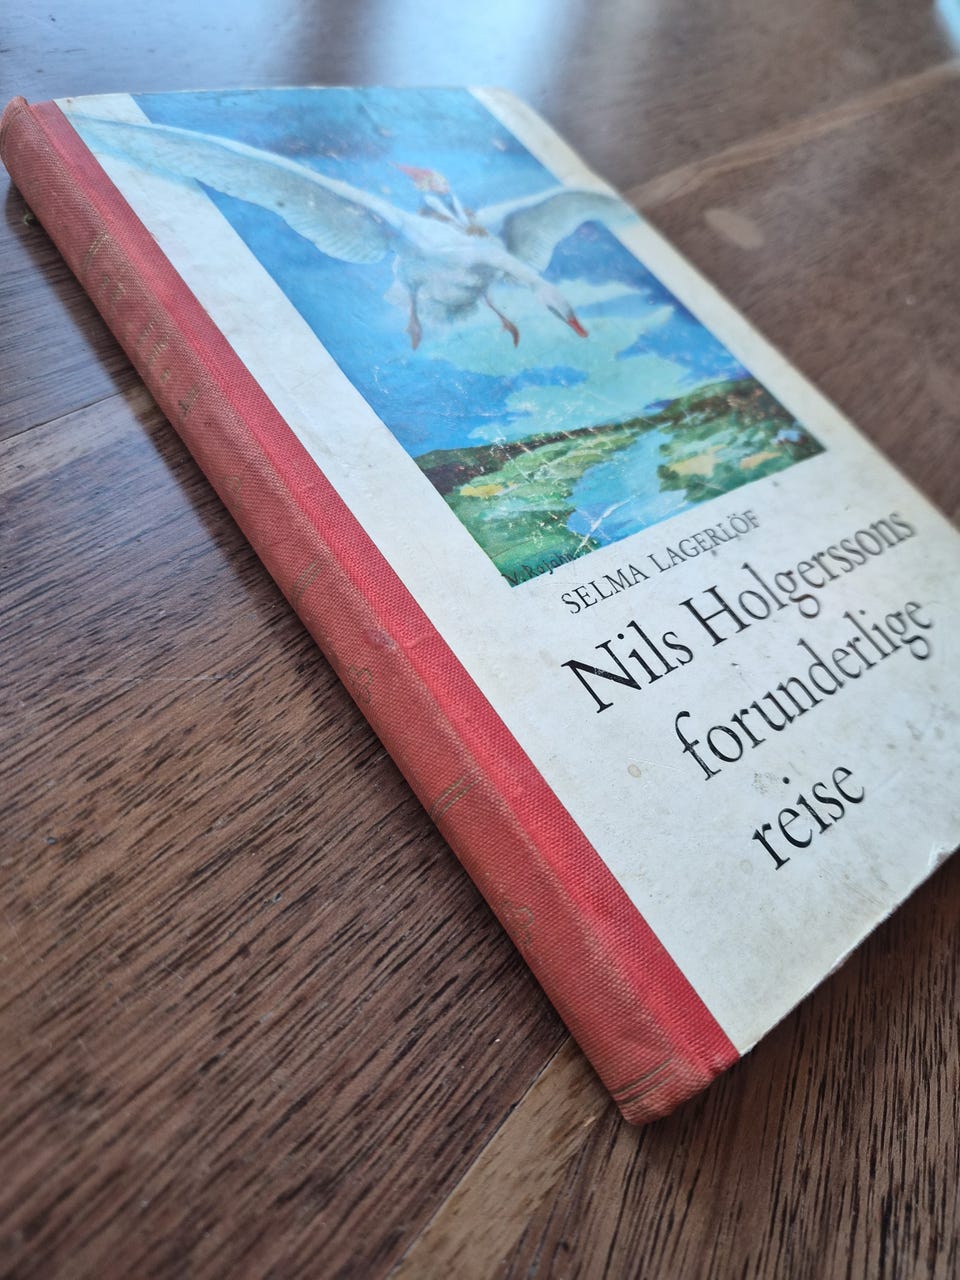 SELMA LAGERLÖF
Nils Holgerssons
forunderlige
reise